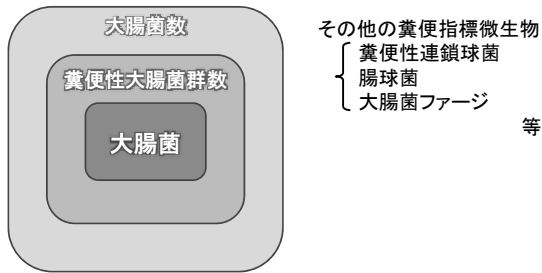 大腸菌数
糞便性大腸菌群数
大腸菌
その他の糞便指標微生物
糞便性連鎖球菌
腸球菌
大腸菌ファージ
等